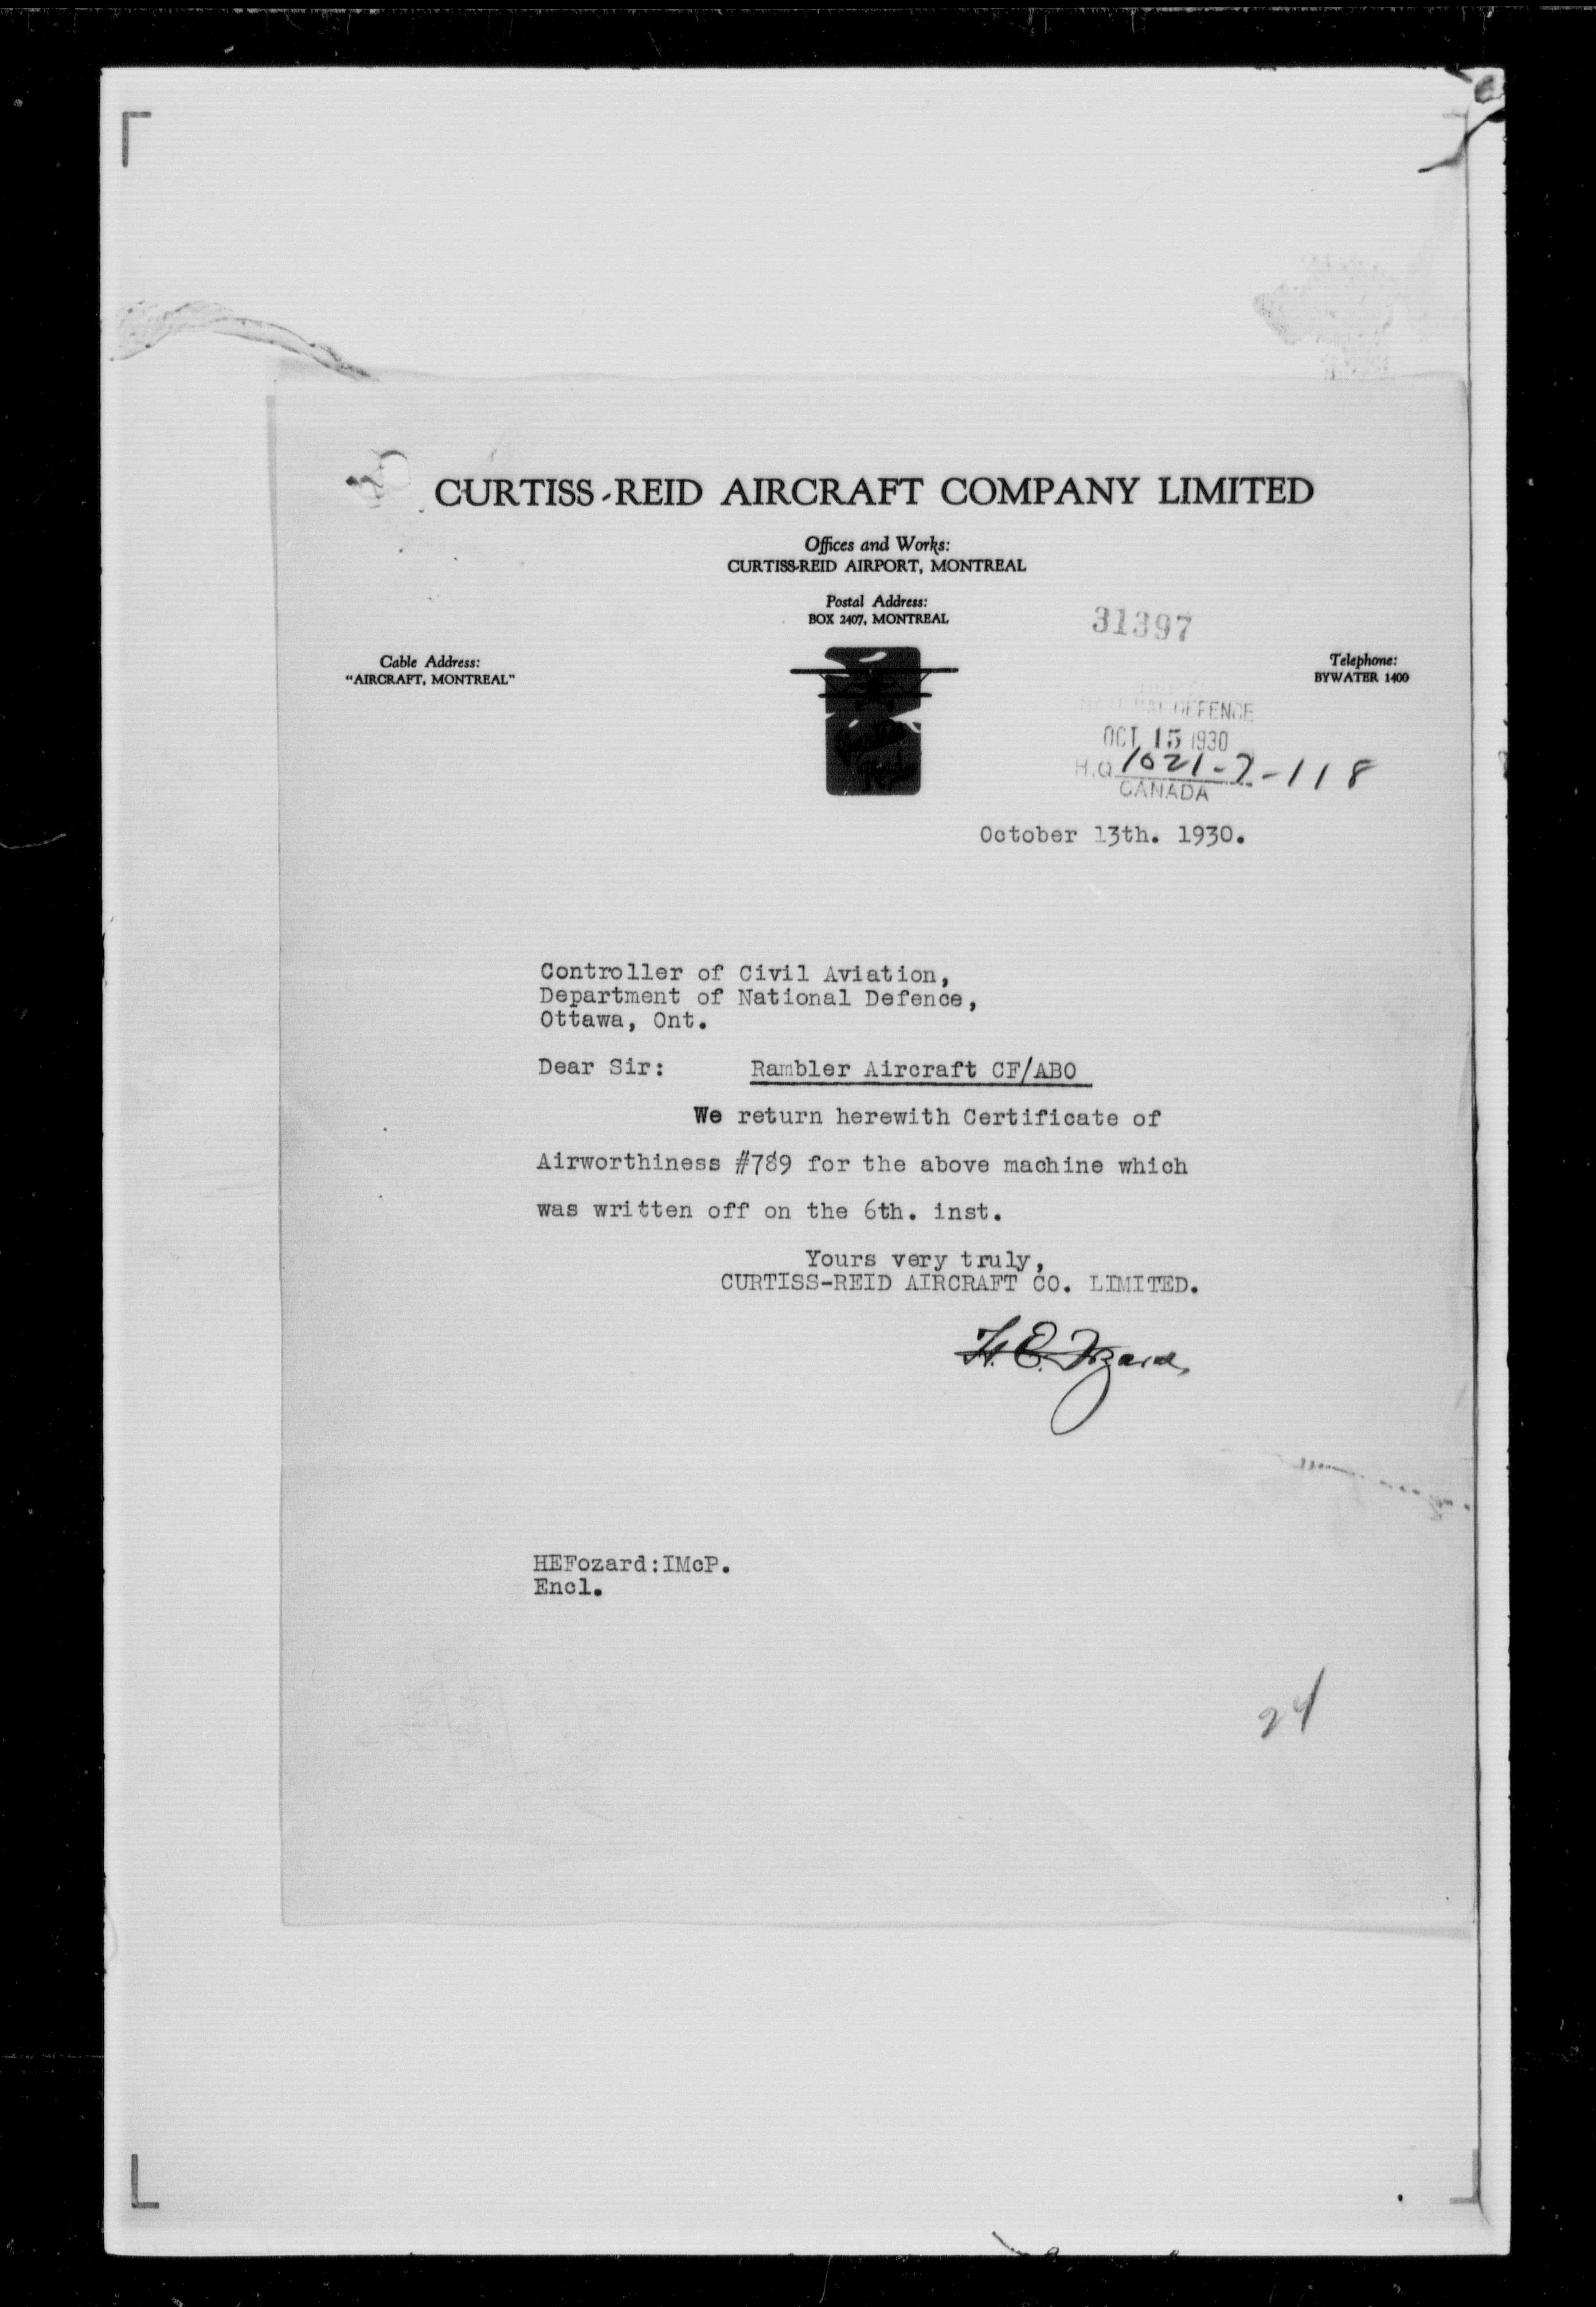 CURTISS-REID AIRCRAFT COMPANY LIMITED
Offices and Works:
CURTISS-REID AIRPORT, MONTREAL
Postal Address:
BOX 2407, MONTREAL
31397
Cable Address:
"AIRCRAFT, MONTREAL"
Telephone:
BYWATER 1400
DEFENCE
OCT 15 1930
H.Q. 1021-7-118
CANADA
October 13th. 1930.
Controller of Civil Aviation,
Department of National Defence,
Ottawa, Ont.
Dear Sir: Rambler Aircraft CF/ABO
We return herewith Certificate of
Airworthiness #789 for the above machine which
was written off on the 6th. inst.
Yours very truly,
CURTISS-REID AIRCRAFT CO. LIMITED.
H. E. Fozard,
HEFozard:IMcP.
Encl.
24